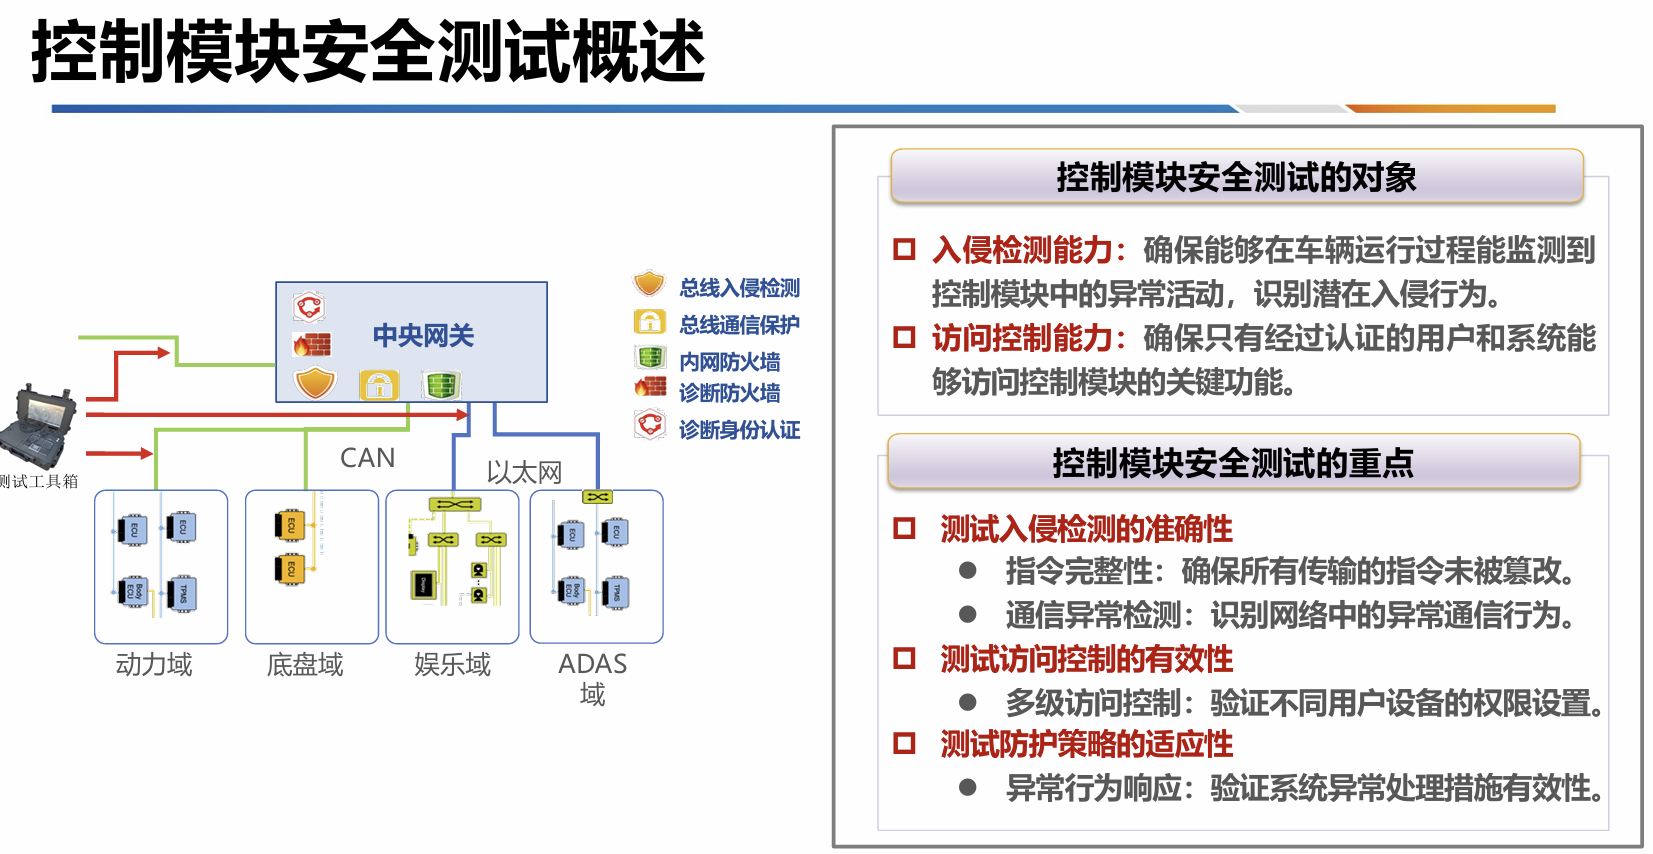 控制模块安全测试概述
中央网关
总线入侵检测
总线通信保护
内网防火墙
诊断防火墙
诊断身份认证
测试工具箱
CAN
以太网
ECU
ECU
Body ECU
TPMS
ECU
ECU
Display
ECU
ECU
Body ECU
TPMS
动力域
底盘域
娱乐域
ADAS
域
控制模块安全测试的对象
入侵检测能力：确保能够在车辆运行过程能监测到
控制模块中的异常活动，识别潜在入侵行为。
访问控制能力：确保只有经过认证的用户和系统能
够访问控制模块的关键功能。
控制模块安全测试的重点
测试入侵检测的准确性
指令完整性：确保所有传输的指令未被篡改。
通信异常检测：识别网络中的异常通信行为。
测试访问控制的有效性
多级访问控制：验证不同用户设备的权限设置。
测试防护策略的适应性
异常行为响应：验证系统异常处理措施有效性。